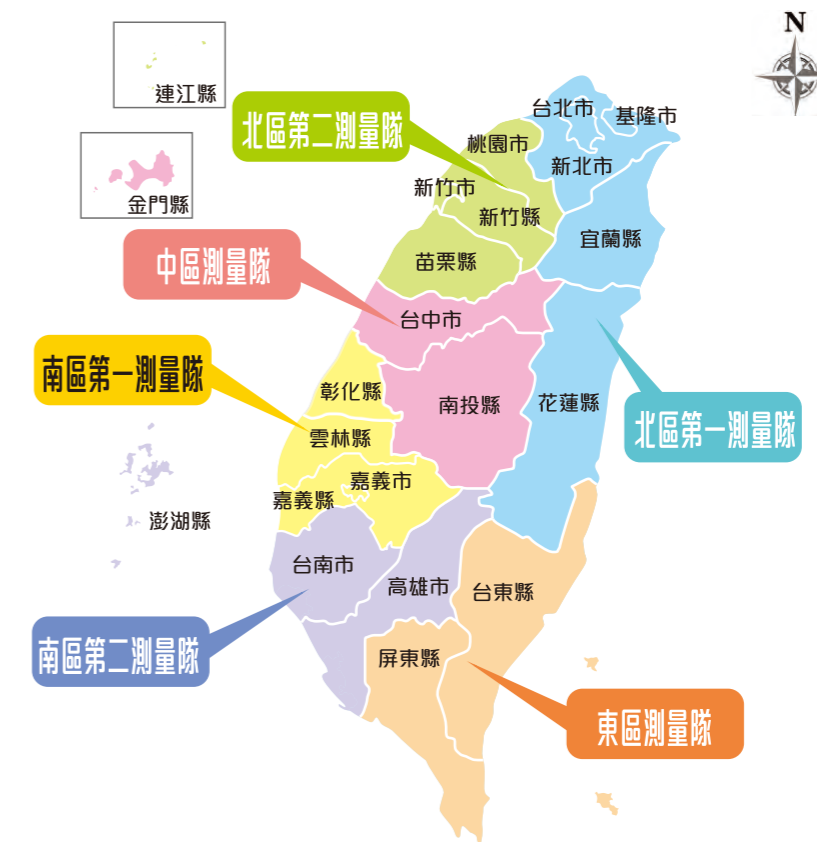 N
連江縣
北區第二測量隊
台北市
基隆市
桃園市
新北市
新竹市
金門縣
新竹縣
宜蘭縣
中區測量隊
苗栗縣
台中市
南區第一測量隊
彰化縣
南投縣
花蓮縣
北區第一測量隊
雲林縣
嘉義市
嘉義縣
澎湖縣
台南市
高雄市
台東縣
南區第二測量隊
屏東縣
東區測量隊